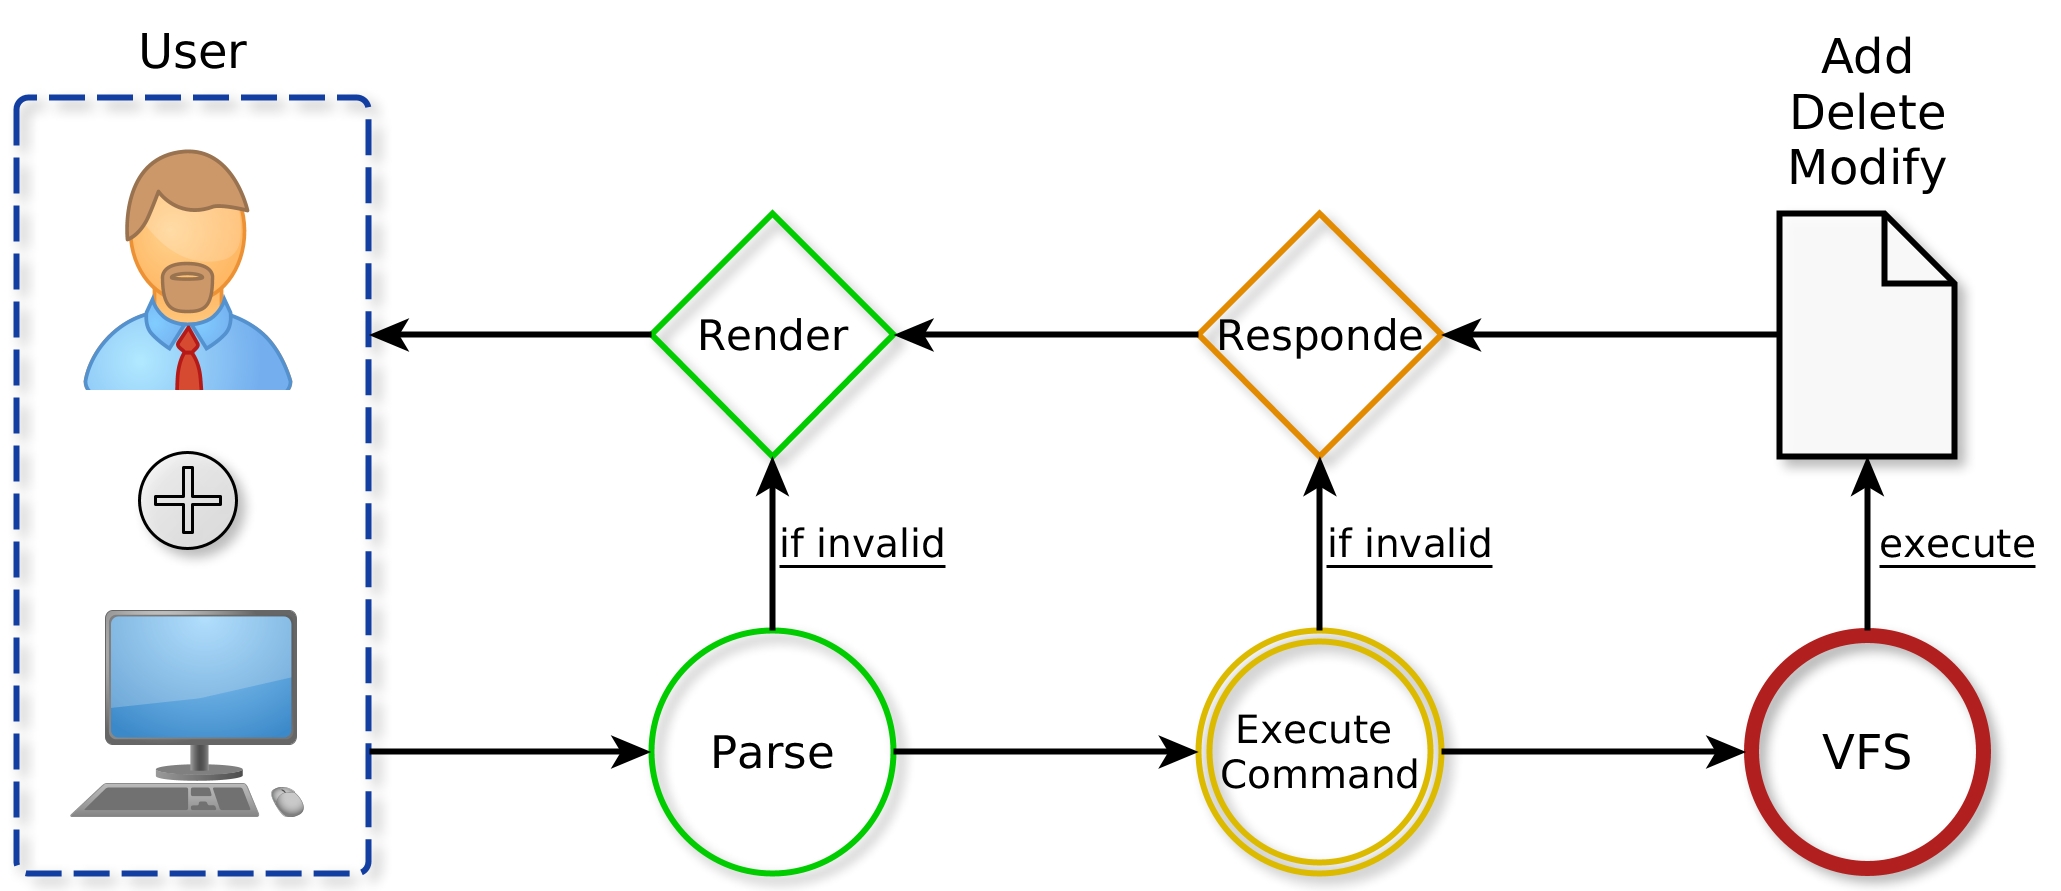 User
Add
Delete
Modify
Render
Responde
if invalid
if invalid
execute
Parse
Execute
Command
VFS